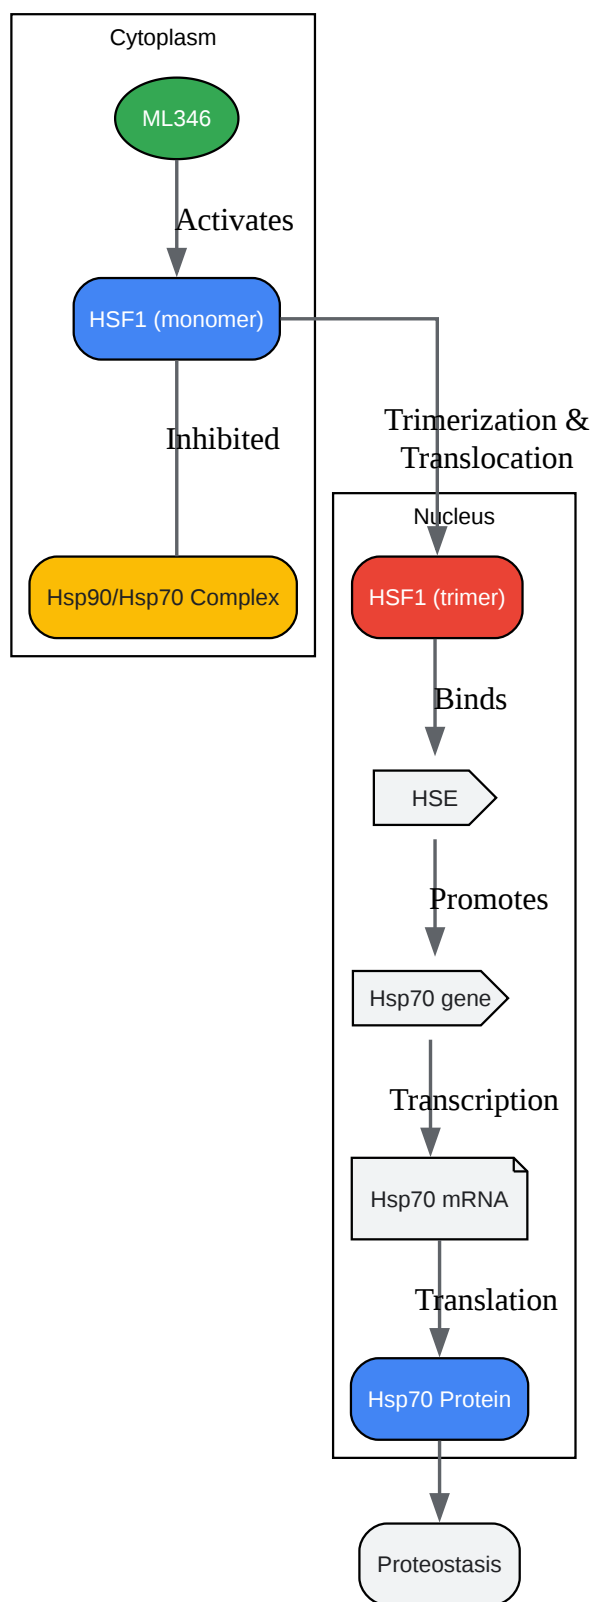 Cytoplasm
ML346
Activates
HSF1 (monomer)
Inhibited
Hsp90/Hsp70 Complex
Trimerization &
Translocation
Nucleus
HSF1 (trimer)
Binds
HSE
Promotes
Hsp70 gene
Transcription
Hsp70 mRNA
Translation
Hsp70 Protein
Proteostasis